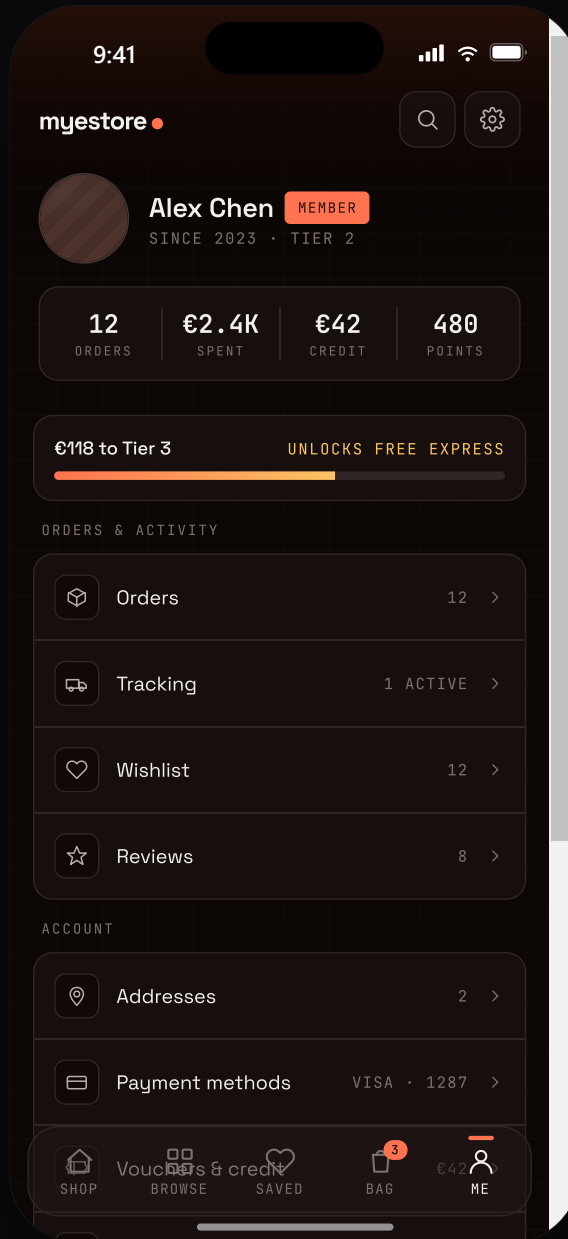 9:41
myestore
Alex Chen MEMBER
SINCE 2023 · TIER 2
12 €2.4K €42 480
ORDERS SPENT CREDIT POINTS
€118 to Tier 3 UNLOCKS FREE EXPRESS
ORDERS & ACTIVITY
Orders 12
Tracking 1 ACTIVE
Wishlist 12
Reviews 8
ACCOUNT
Addresses 2
Payment methods VISA · 1287
3
Vouchers & credit €42
SHOP BROWSE SAVED BAG ME